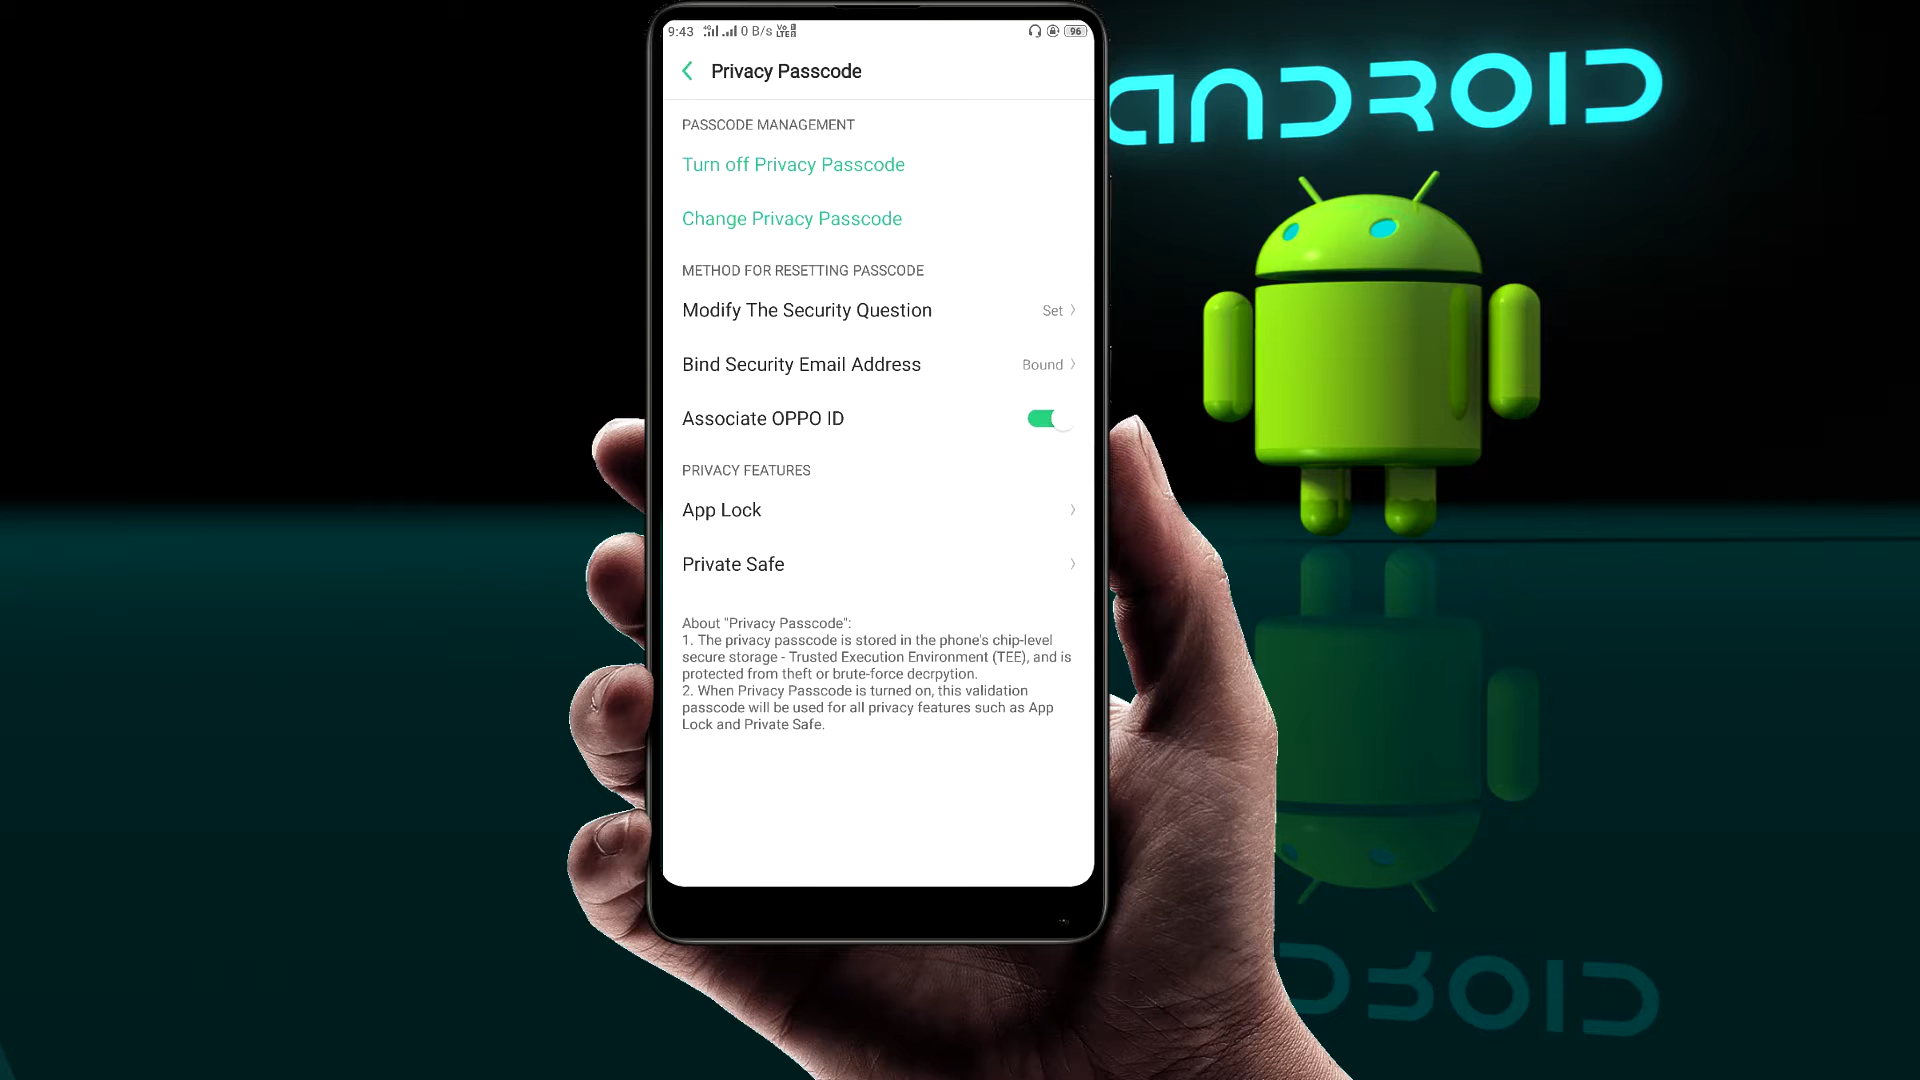 9:43 4G 0 B/s Vo LTE 96
ANDROID
Privacy Passcode
PASSCODE MANAGEMENT
Turn off Privacy Passcode
Change Privacy Passcode
METHOD FOR RESETTING PASSCODE
Modify The Security Question Set
Bind Security Email Address Bound
Associate OPPO ID
PRIVACY FEATURES
App Lock
Private Safe
About "Privacy Passcode":
1. The privacy passcode is stored in the phone's chip-level
secure storage - Trusted Execution Environment (TEE), and is
protected from theft or brute-force decrpytion.
2. When Privacy Passcode is turned on, this validation
passcode will be used for all privacy features such as App
Lock and Private Safe.